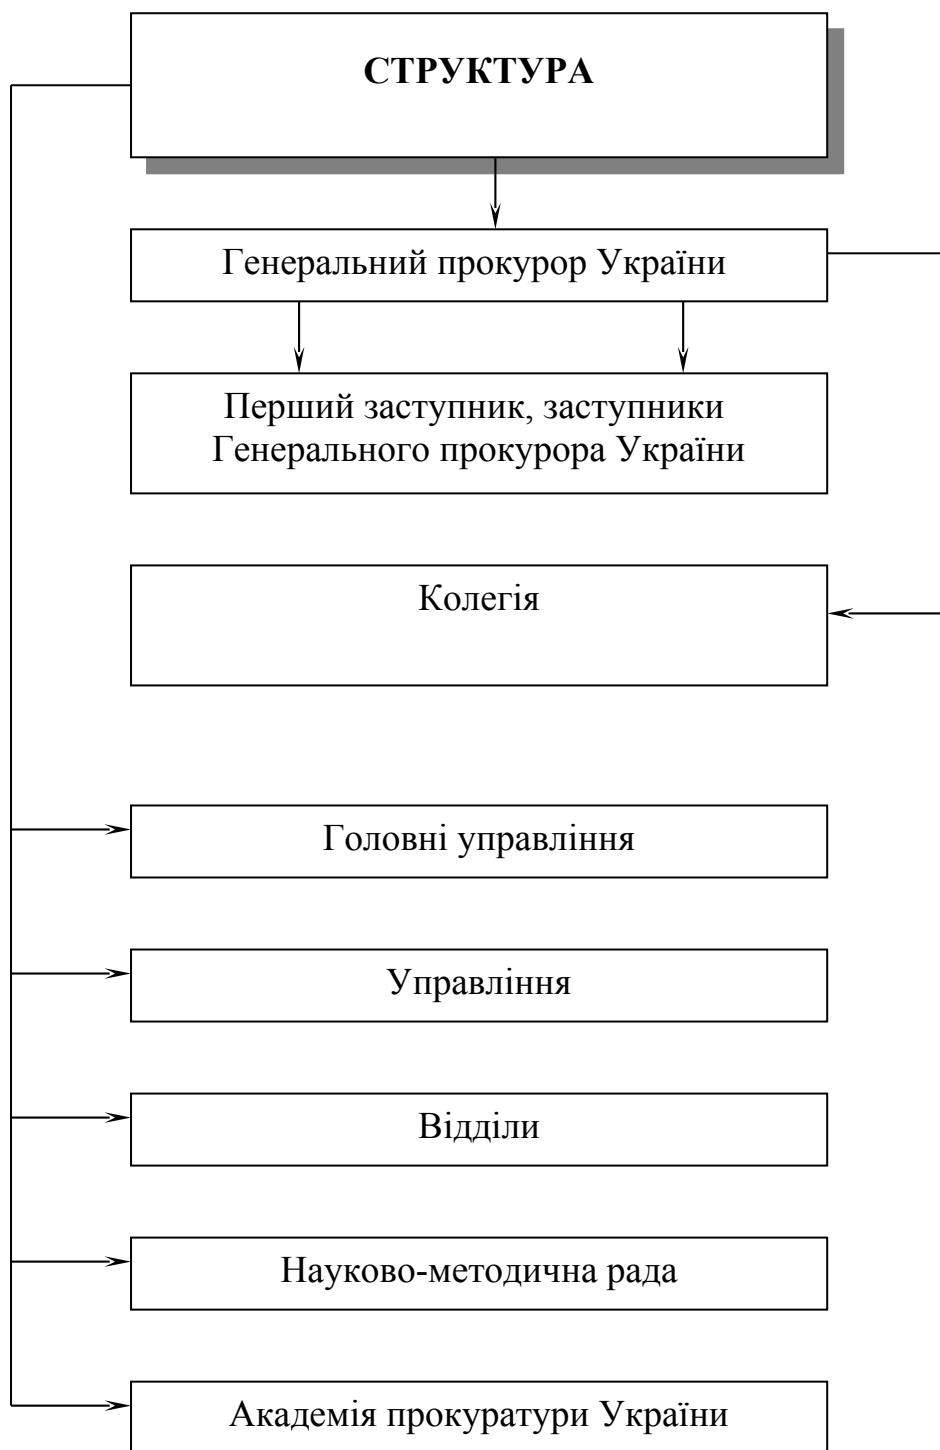 СТРУКТУРА
Генеральний прокурор України
Перший заступник, заступники
Генерального прокурора України
Колегія
Головні управління
Управління
Відділи
Науково-методична рада
Академія прокуратури України